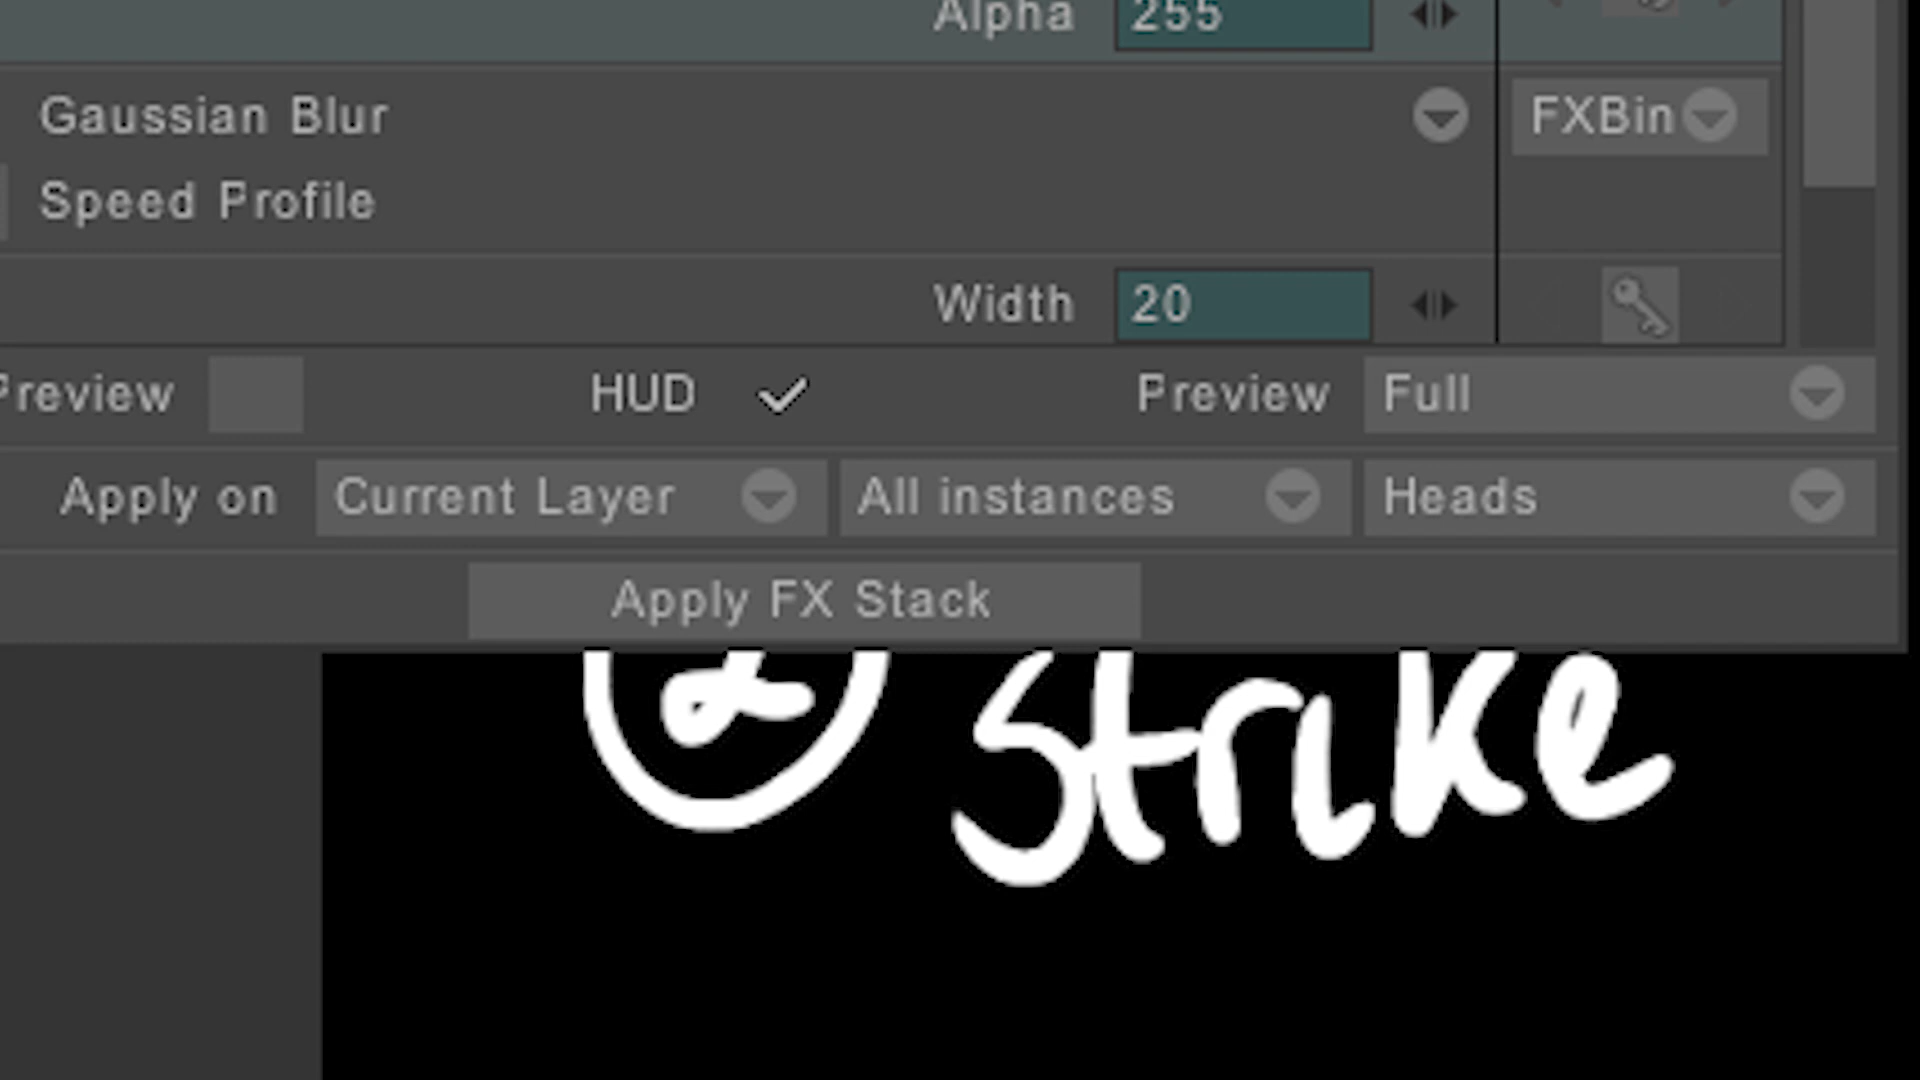 Alpha 255
Gaussian Blur FXBin
Speed Profile
Width 20
Preview HUD Preview Full
Apply on Current Layer All instances Heads
Apply FX Stack
2 Strike